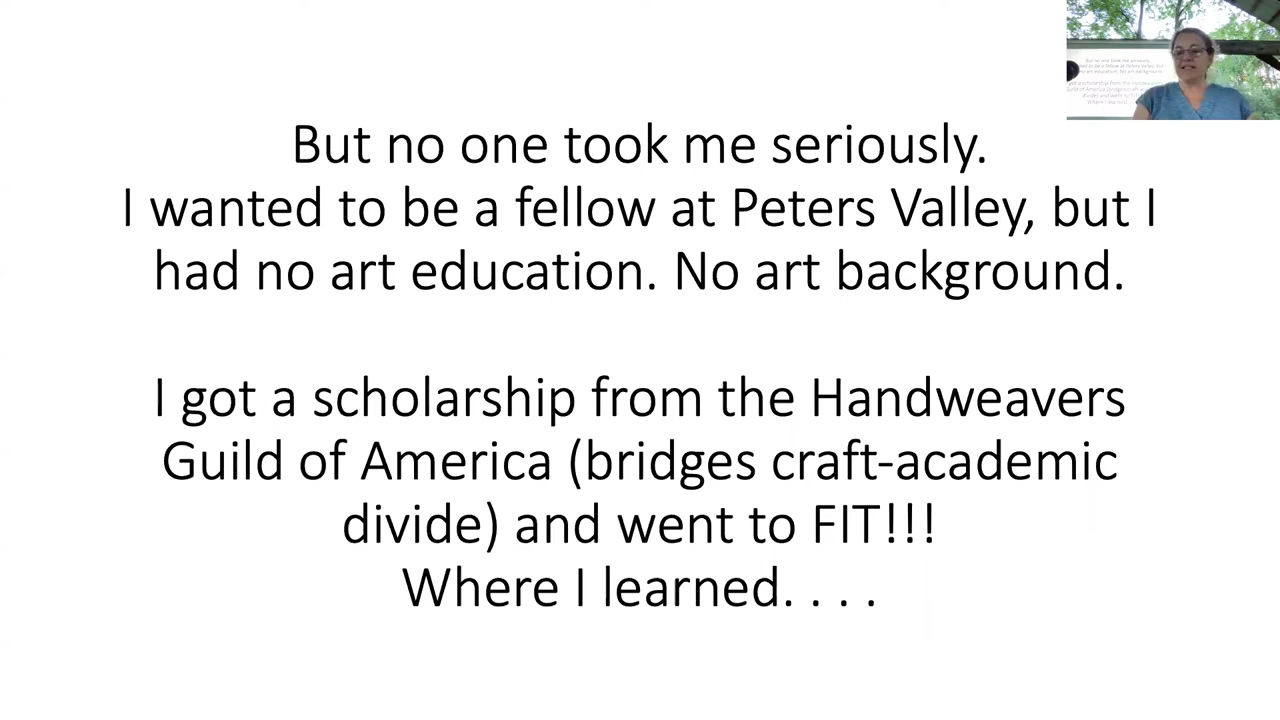 But no one took me seriously.
I wanted to be a fellow at Peters Valley, but I
had no art education. No art background.
I got a scholarship from the Handweavers
Guild of America (bridges craft-academic
divide) and went to FIT!!!
Where I learned. . . .